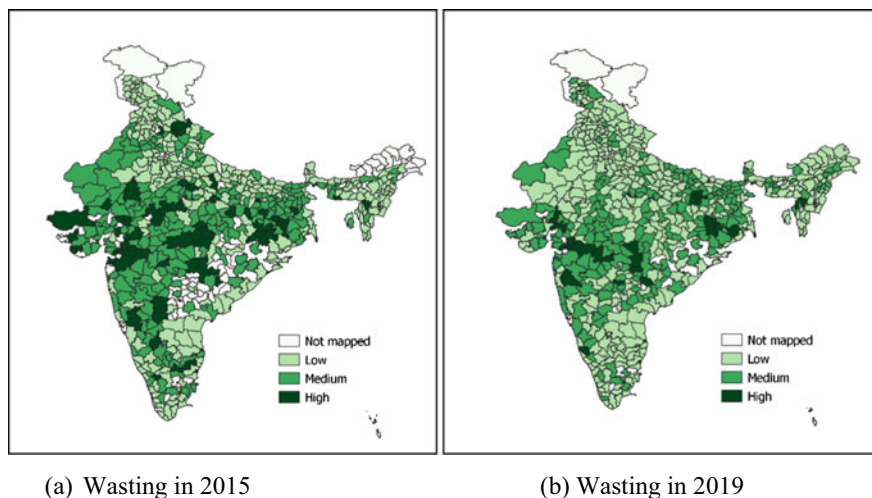 Not mapped
Low
Medium
High
Not mapped
Low
Medium
High
(a) Wasting in 2015
(b) Wasting in 2019